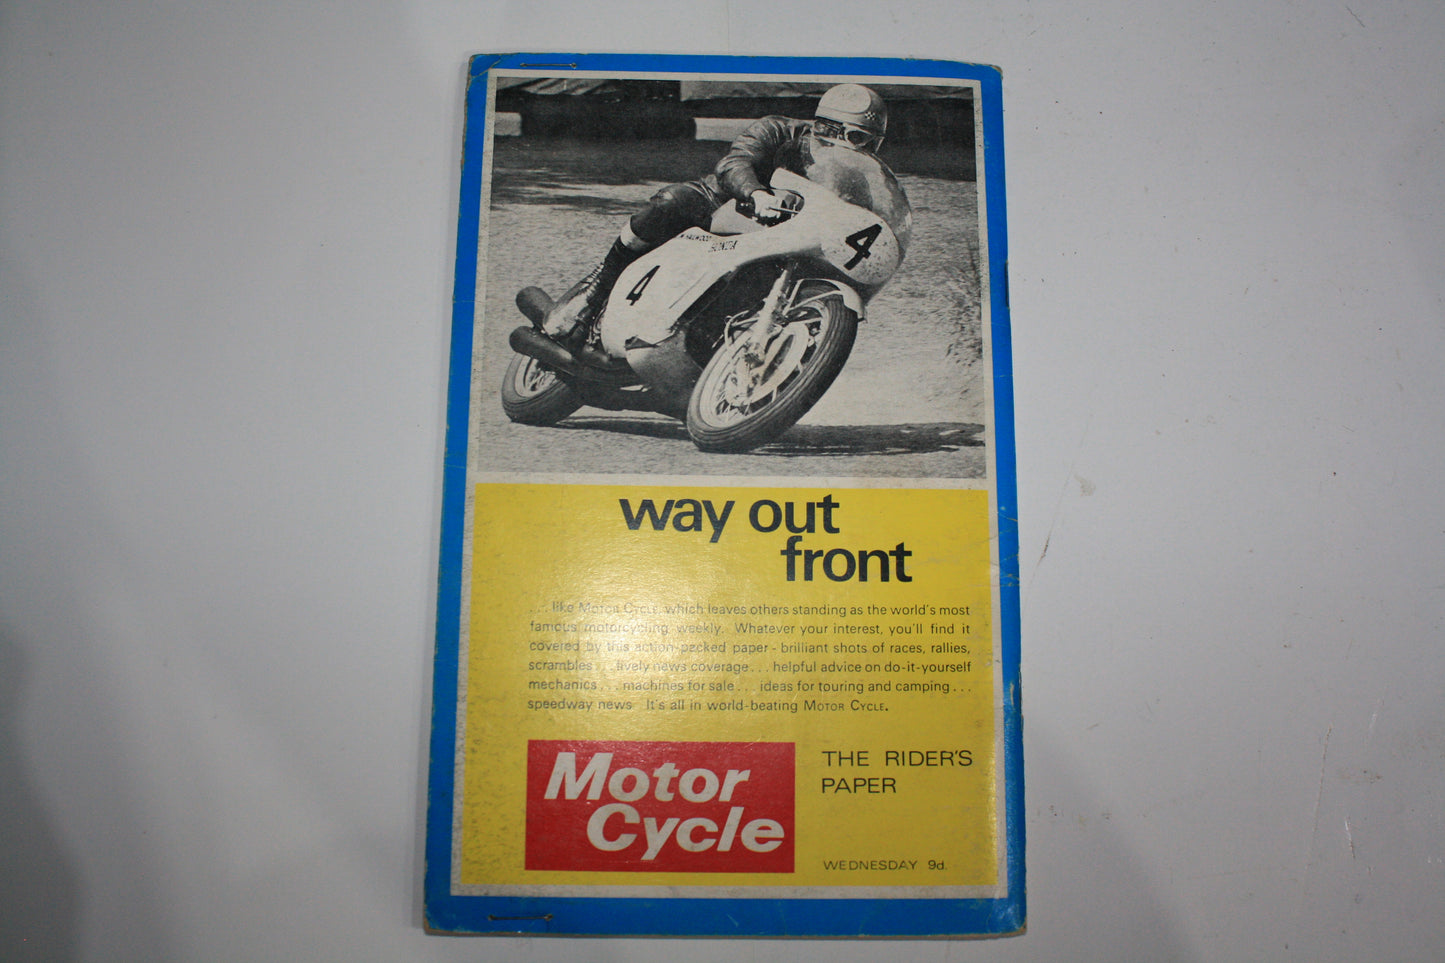 4
HONDA
4
way out
front
... like MOTOR CYCLE, which leaves others standing as the world's most
famous motorcycling weekly. Whatever your interest, you'll find it
covered by this action-packed paper - brilliant shots of races, rallies,
scrambles... lively news coverage... helpful advice on do-it-yourself
mechanics... machines for sale... ideas for touring and camping...
speedway news It's all in world-beating MOTOR CYCLE.
Motor
Cycle
THE RIDER'S
PAPER
WEDNESDAY 9d.